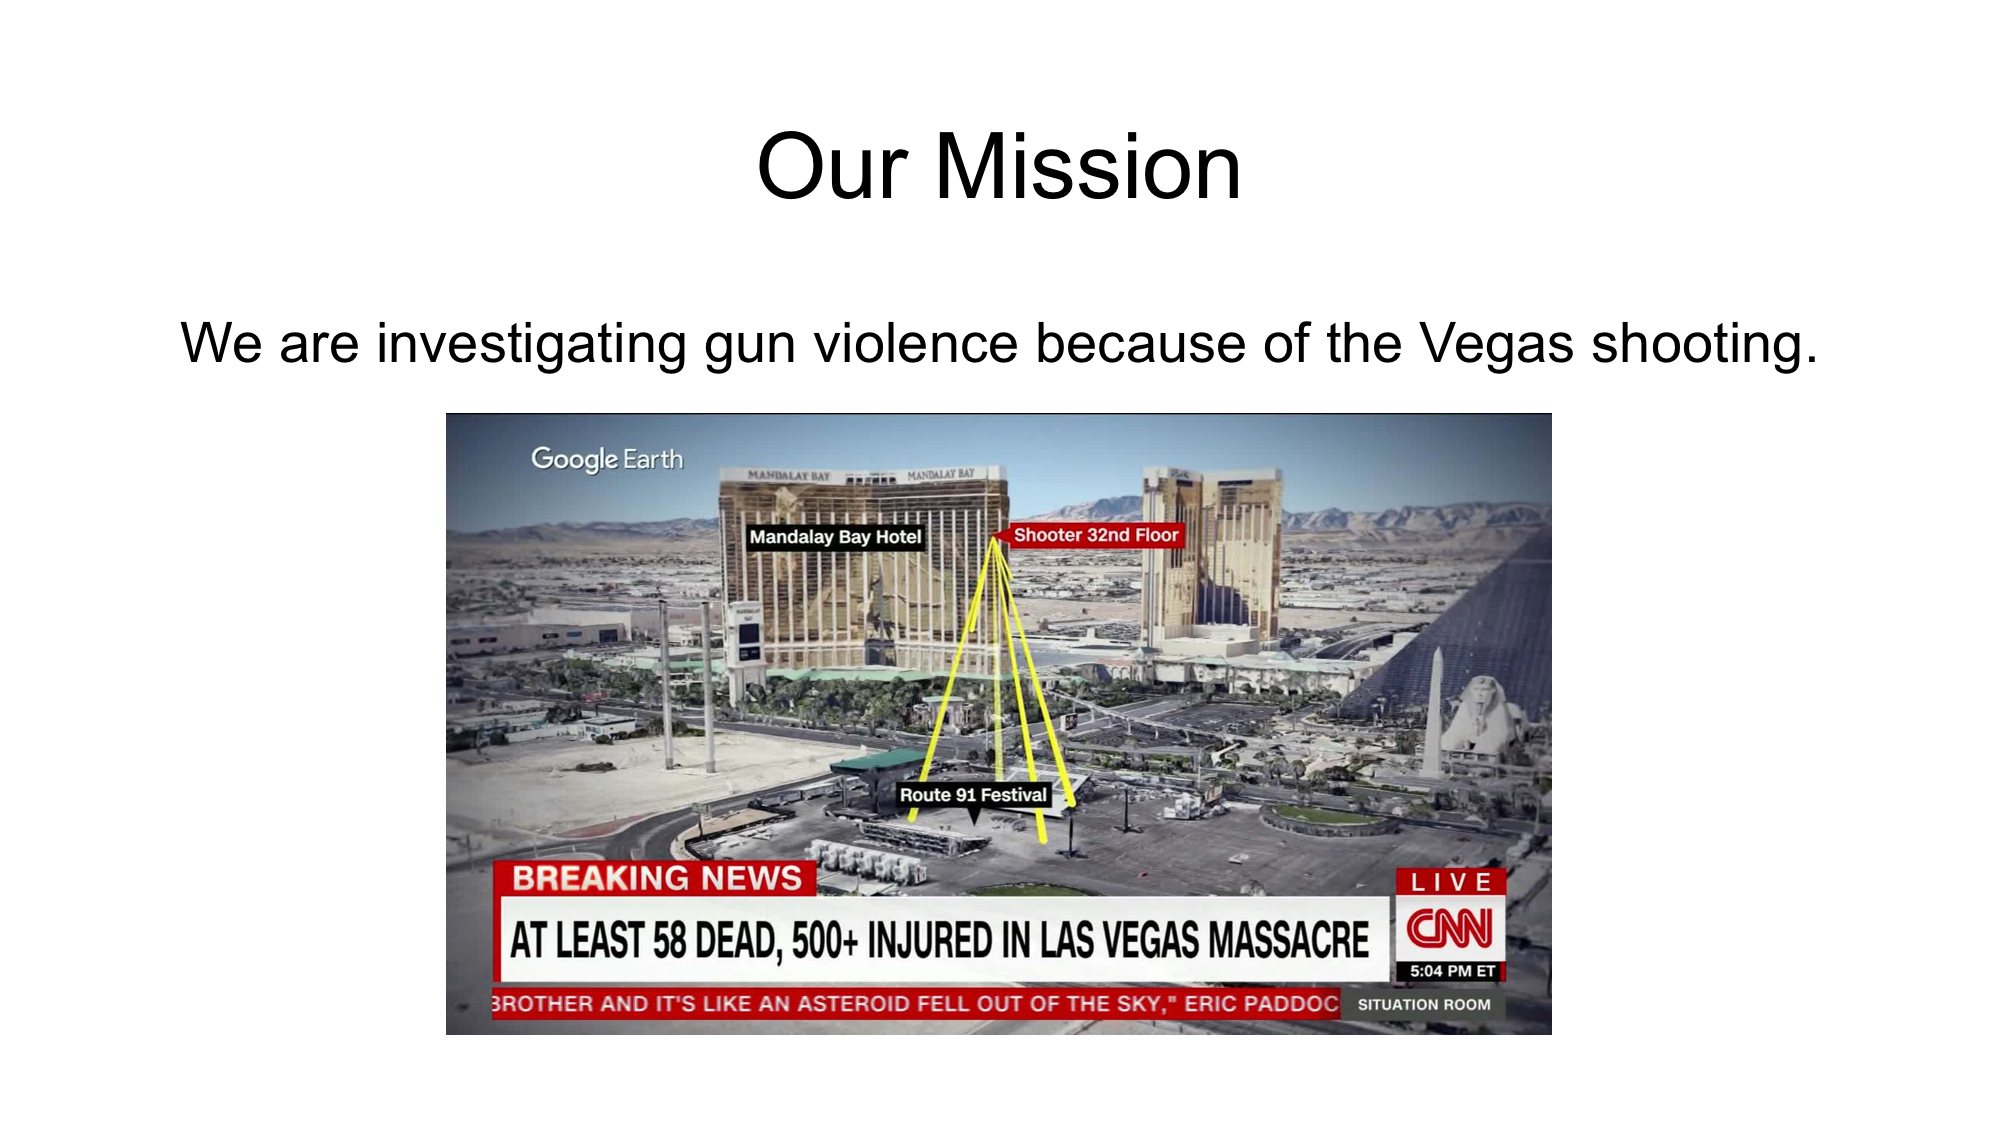 Our Mission
We are investigating gun violence because of the Vegas shooting.
Google Earth
MANDALAY BAY MANDALAY BAY
Mandalay Bay Hotel
Shooter 32nd Floor
Route 91 Festival
BREAKING NEWS
LIVE
AT LEAST 58 DEAD, 500+ INJURED IN LAS VEGAS MASSACRE
CNN
5:04 PM ET
BROTHER AND IT'S LIKE AN ASTEROID FELL OUT OF THE SKY," ERIC PADDOC
SITUATION ROOM